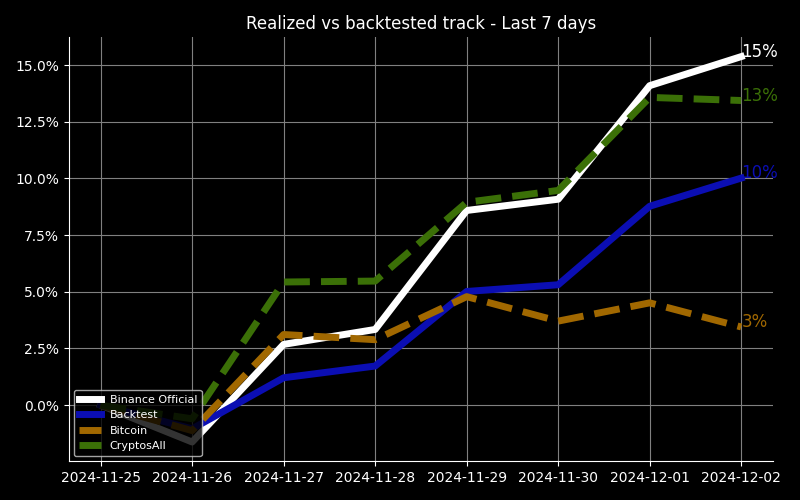 Realized vs backtested track - Last 7 days
15.0%
12.5%
10.0%
7.5%
5.0%
2.5%
0.0%
15%
13%
10%
3%
Binance Official
Backtest
Bitcoin
CryptosAll
2024-11-25 2024-11-26 2024-11-27 2024-11-28 2024-11-29 2024-11-30 2024-12-01 2024-12-02